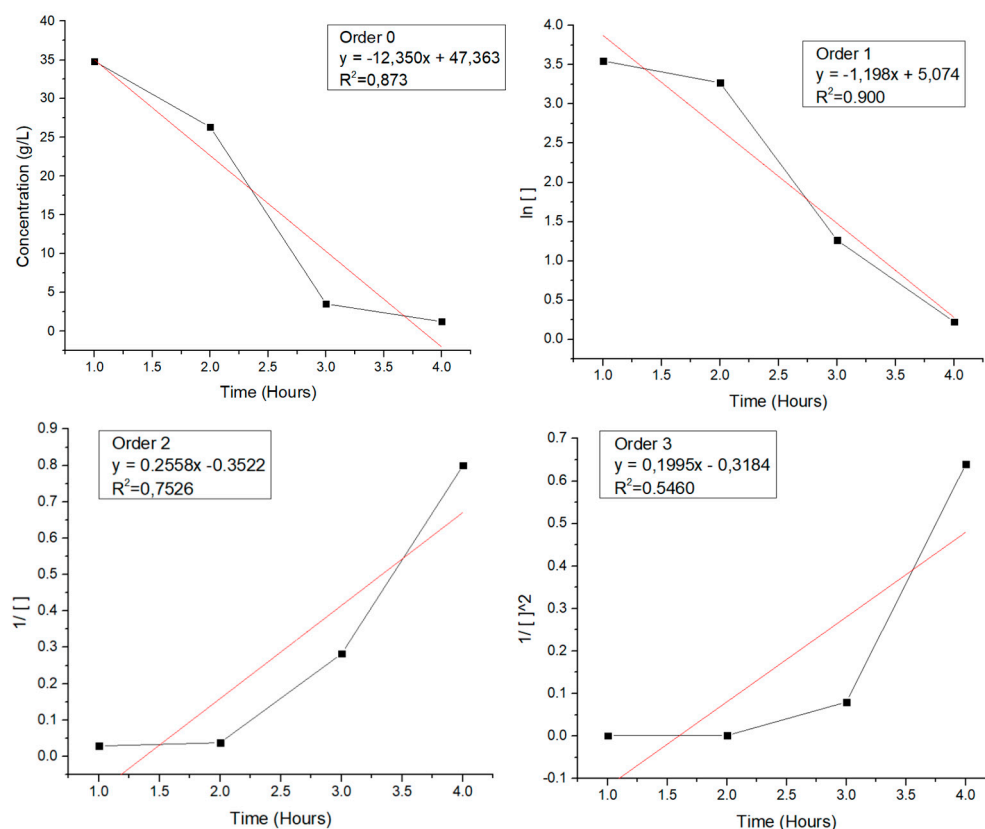 Order 0
y = -12,350x + 47,363
R²=0,873
40
35
30
25
20
15
10
5
0
Concentration (g/L)
1.0 1.5 2.0 2.5 3.0 3.5 4.0
Time (Hours)
Order 1
y = -1,198x + 5,074
R²=0.900
4.0
3.5
3.0
2.5
2.0
1.5
1.0
0.5
0.0
ln [ ]
1.0 1.5 2.0 2.5 3.0 3.5 4.0
Time (Hours)
Order 2
y = 0.2558x -0.3522
R²=0,7526
0.9
0.8
0.7
0.6
0.5
0.4
0.3
0.2
0.1
0.0
1/ [ ]
1.0 1.5 2.0 2.5 3.0 3.5 4.0
Time (Hours)
Order 3
y = 0,1995x - 0,3184
R²=0.5460
0.7
0.6
0.5
0.4
0.3
0.2
0.1
0.0
-0.1
1/ [ ]^2
1.0 1.5 2.0 2.5 3.0 3.5 4.0
Time (Hours)